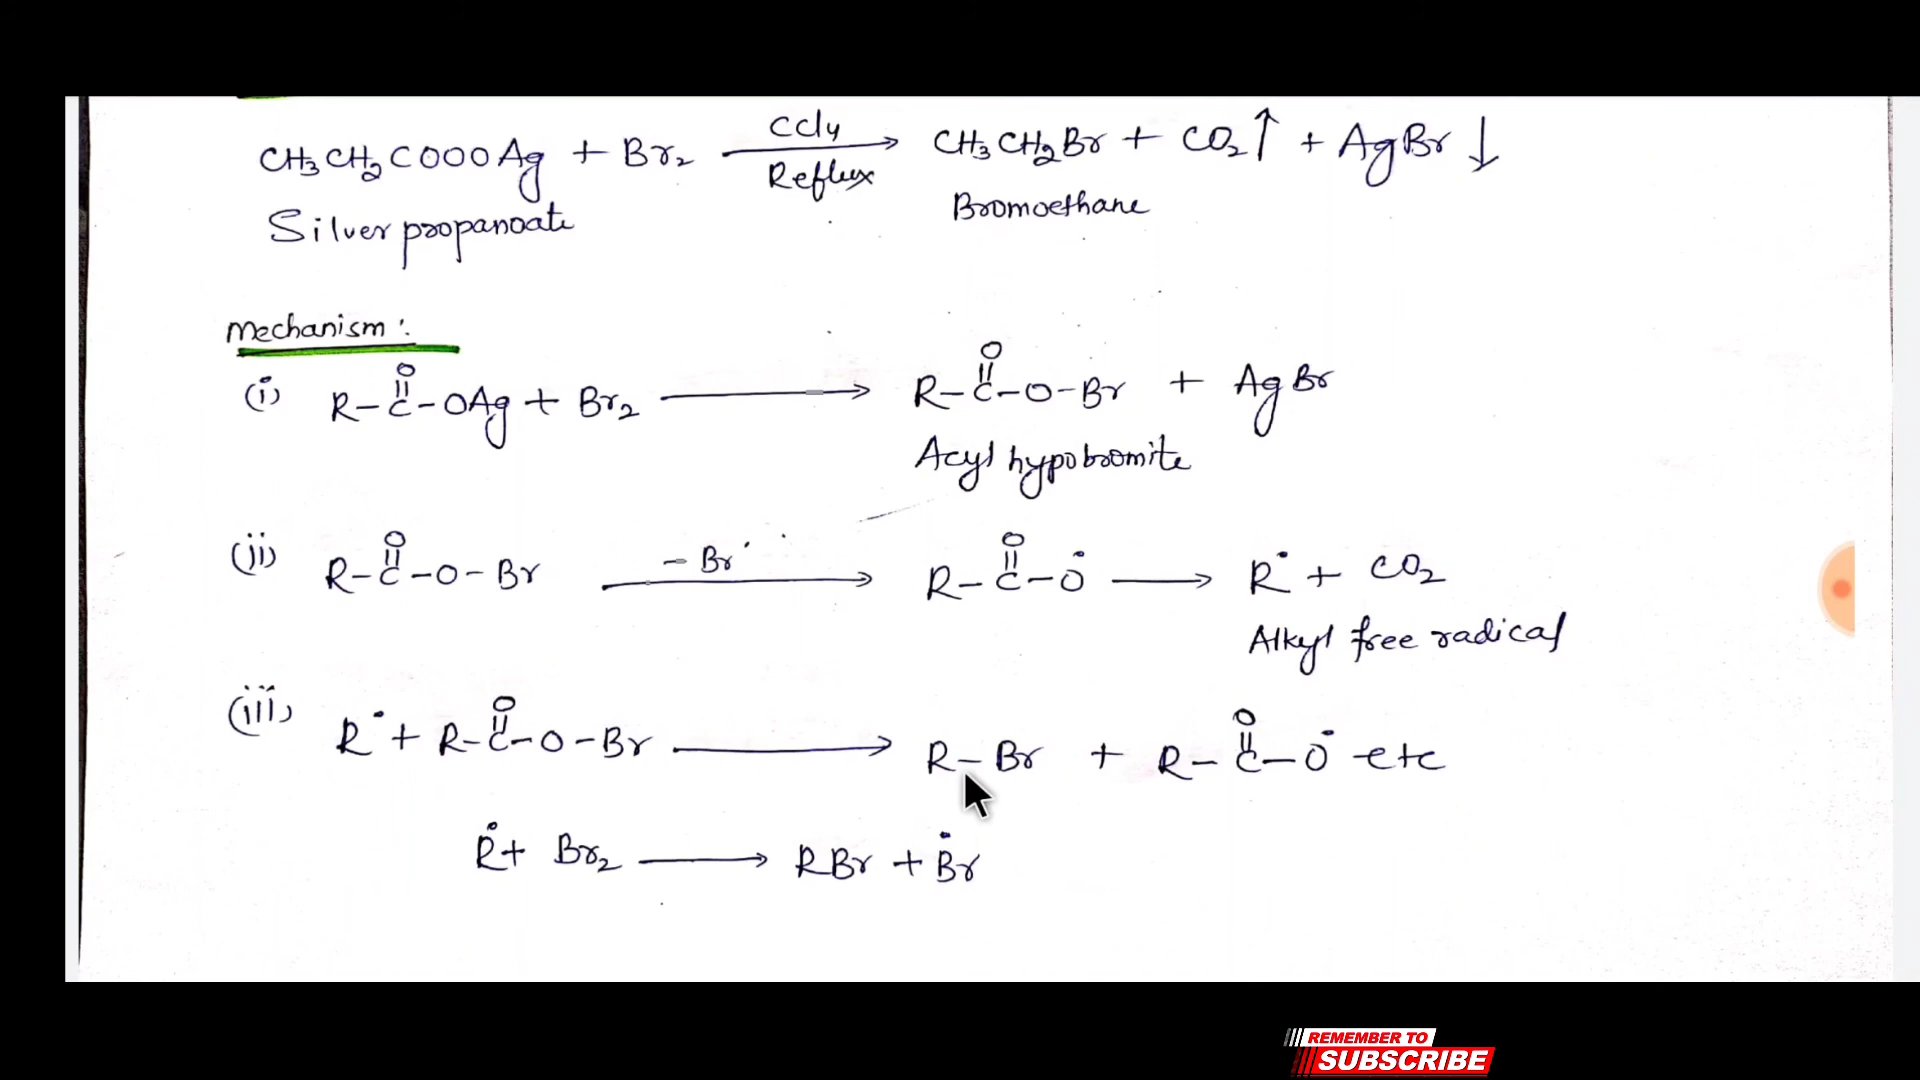 CH₃CH₂COOOAg + Br₂ —CCl₄ / Reflux→ CH₃CH₂Br + CO₂↑ + AgBr↓
Silver propanoate Bromoethane
Mechanism :
(i) R–C(=O)–OAg + Br₂ ⟶ R–C(=O)–O–Br + AgBr
Acyl hypobromite
(ii) R–C(=O)–O–Br —–Br˙→ R–C(=O)–O˙ ⟶ R˙ + CO₂
Alkyl free radical
(iii) R˙ + R–C(=O)–O–Br ⟶ R–Br + R–C(=O)–O˙ etc
R˙ + Br₂ ⟶ RBr + Br˙
REMEMBER TO
SUBSCRIBE